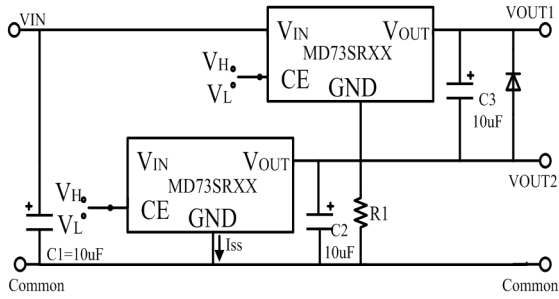 VIN
VOUT1
VIN VOUT
MD73SRXX
CE GND
VH
VL
+
C3
10uF
VIN VOUT
MD73SRXX
CE GND
VH
VL
VOUT2
+
C1=10uF
Iss
+
C2
10uF
R1
Common
Common